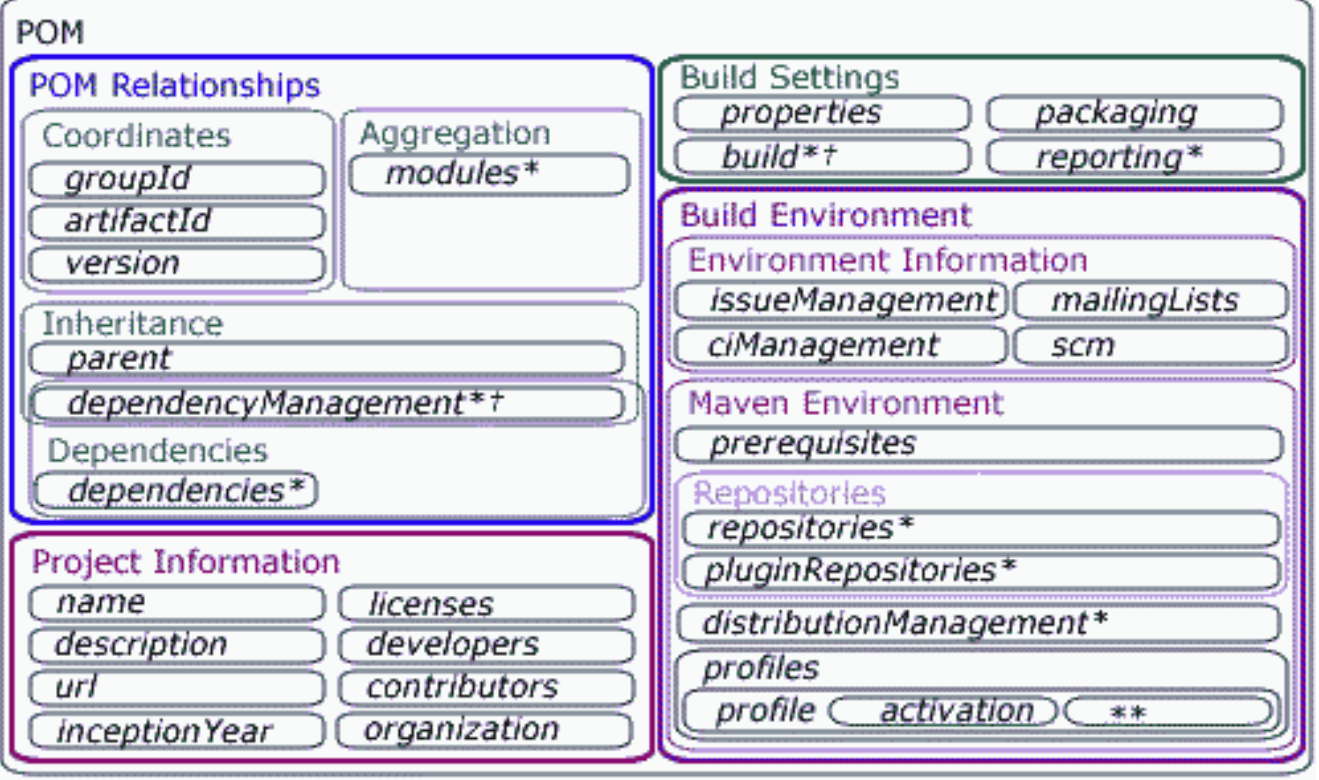 POM
POM Relationships
Coordinates
groupId
artifactId
version
Aggregation
modules*
Inheritance
parent
dependencyManagement*†
Dependencies
dependencies*
Project Information
name
description
url
inceptionYear
licenses
developers
contributors
organization
Build Settings
properties
packaging
build*†
reporting*
Build Environment
Environment Information
issueManagement
mailingLists
ciManagement
scm
Maven Environment
prerequisites
Repositories
repositories*
pluginRepositories*
distributionManagement*
profiles
profile activation **